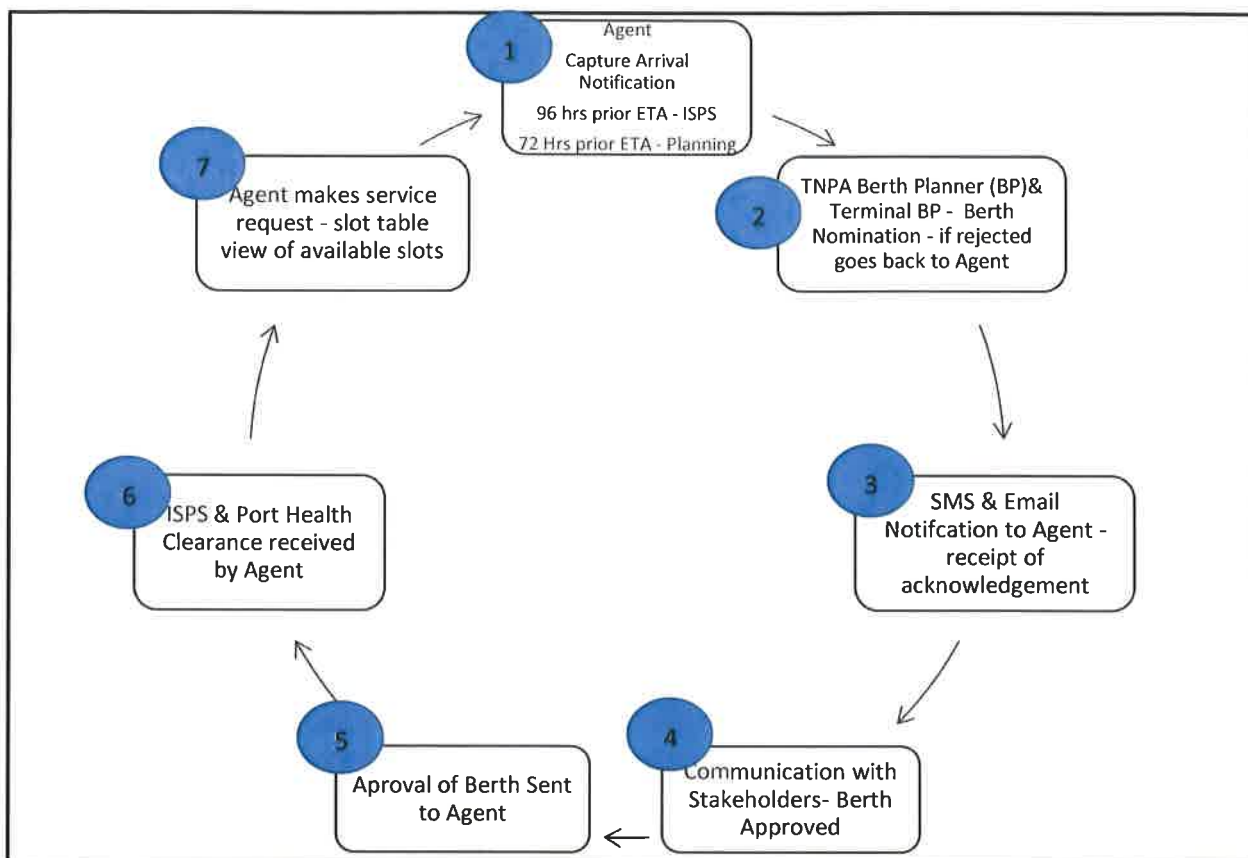 1
Agent
Capture Arrival
Notification
96 hrs prior ETA - ISPS
72 Hrs prior ETA - Planning
2
TNPA Berth Planner (BP)&
Terminal BP - Berth
Nomination - if rejected
goes back to Agent
3
SMS & Email
Notifcation to Agent -
receipt of
acknowledgement
4
Communication with
Stakeholders- Berth
Approved
5
Aproval of Berth Sent
to Agent
6
ISPS & Port Health
Clearance received
by Agent
7
Agent makes service
request - slot table
view of available slots